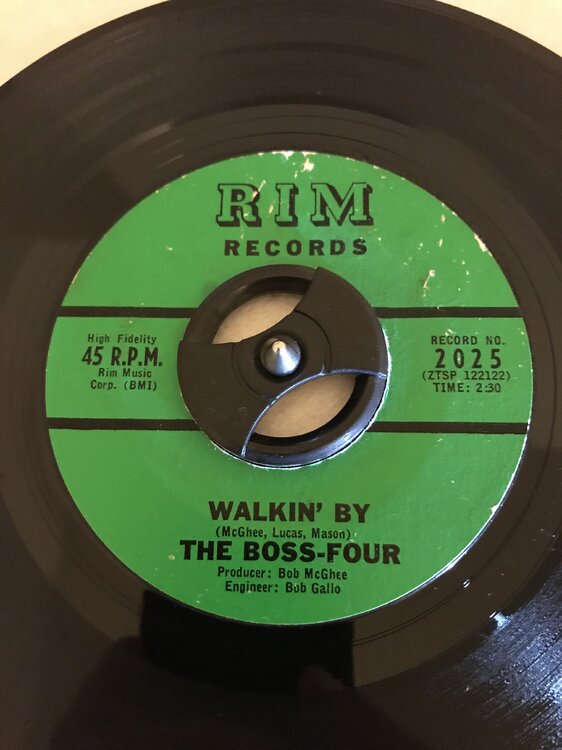 RIM
RECORDS
High Fidelity
45 R.P.M.
Rim Music
Corp. (BMI)
RECORD NO.
2025
(ZTSP 122122)
TIME: 2:30
WALKIN' BY
(McGhee, Lucas, Mason)
THE BOSS-FOUR
Producer: Bob McGhee
Engineer: Bob Gallo